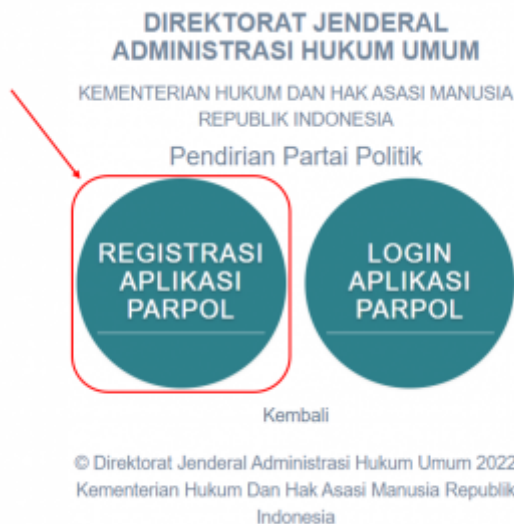 DIREKTORAT JENDERAL
ADMINISTRASI HUKUM UMUM
KEMENTERIAN HUKUM DAN HAK ASASI MANUSIA
REPUBLIK INDONESIA
Pendirian Partai Politik
REGISTRASI
APLIKASI
PARPOL
LOGIN
APLIKASI
PARPOL
Kembali
© Direktorat Jenderal Administrasi Hukum Umum 2022
Kementerian Hukum Dan Hak Asasi Manusia Republik
Indonesia